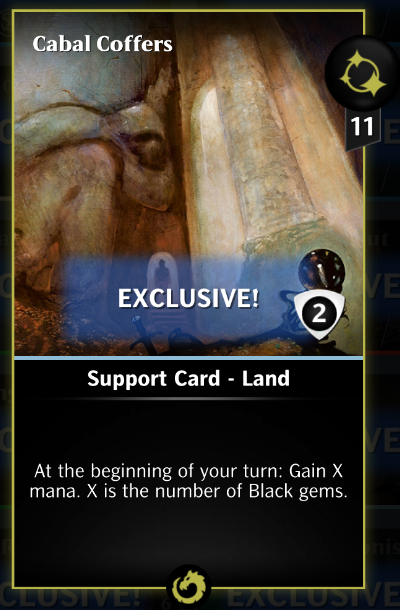 Cabal Coffers
11
EXCLUSIVE!
2
Support Card - Land
At the beginning of your turn: Gain X
mana. X is the number of Black gems.